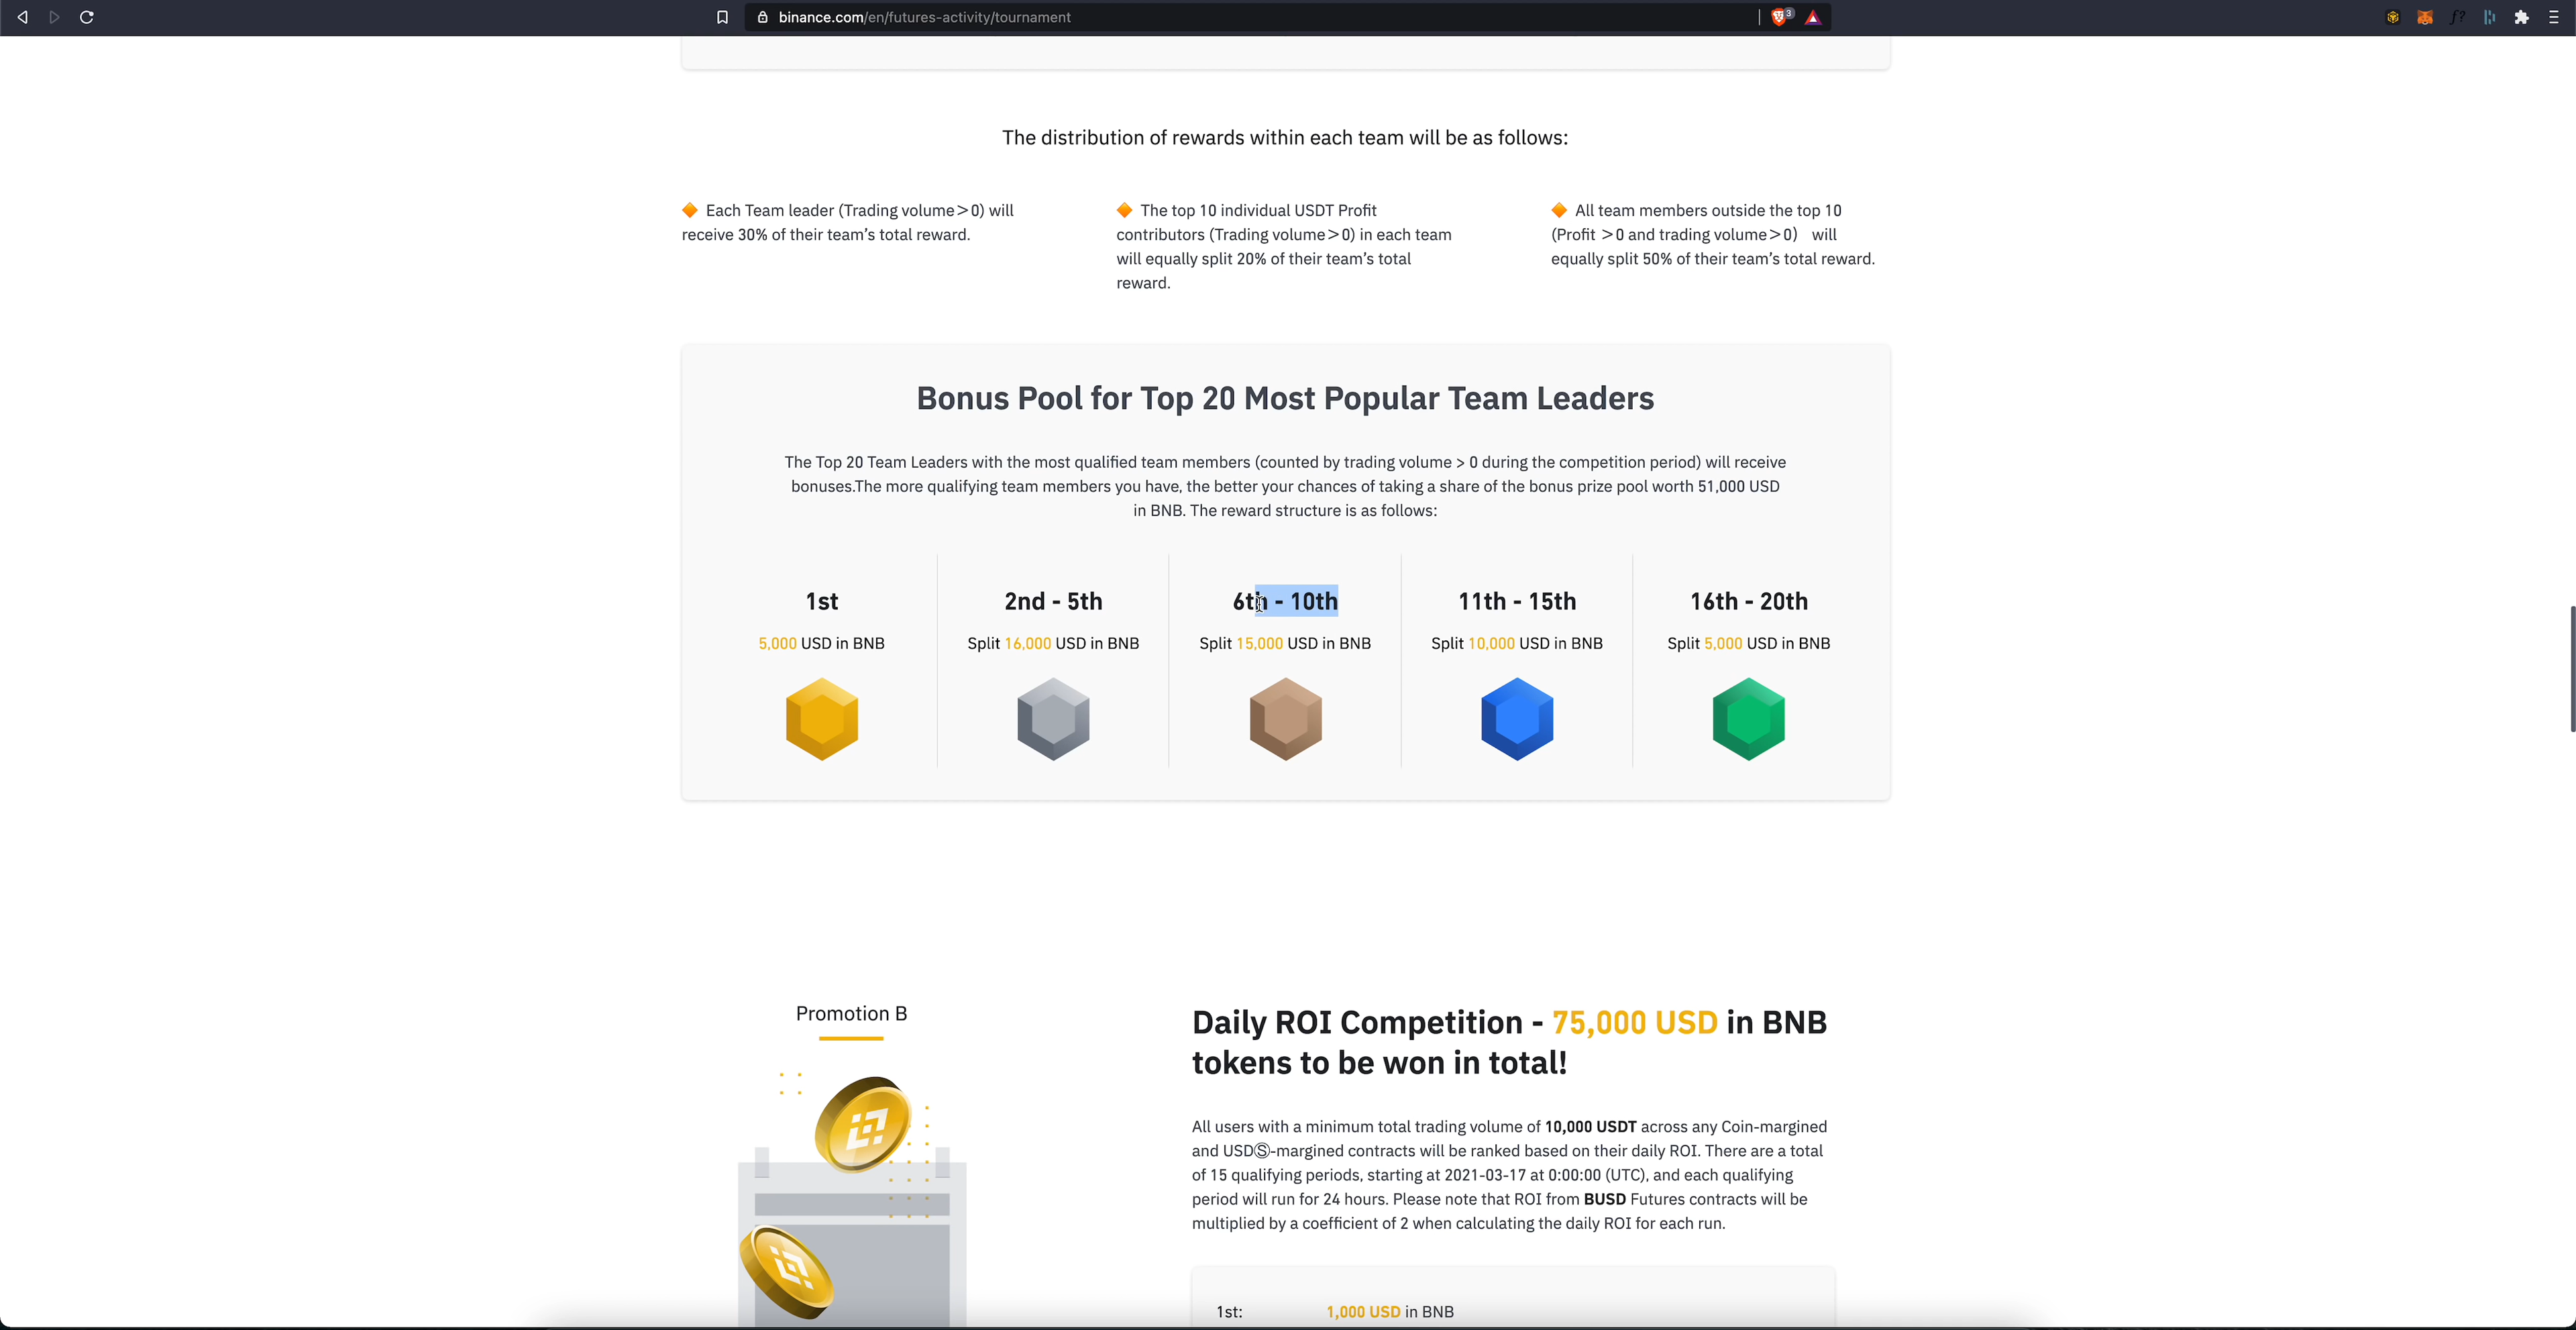 binance.com/en/futures-activity/tournament
3
f?
The distribution of rewards within each team will be as follows:
Each Team leader (Trading volume>0) will
receive 30% of their team's total reward.
The top 10 individual USDT Profit
contributors (Trading volume>0) in each team
will equally split 20% of their team's total
reward.
All team members outside the top 10
(Profit >0 and trading volume>0) will
equally split 50% of their team's total reward.
Bonus Pool for Top 20 Most Popular Team Leaders
The Top 20 Team Leaders with the most qualified team members (counted by trading volume > 0 during the competition period) will receive
bonuses.The more qualifying team members you have, the better your chances of taking a share of the bonus prize pool worth 51,000 USD
in BNB. The reward structure is as follows:
1st
5,000 USD in BNB
2nd - 5th
Split 16,000 USD in BNB
6th - 10th
Split 15,000 USD in BNB
11th - 15th
Split 10,000 USD in BNB
16th - 20th
Split 5,000 USD in BNB
Promotion B
Daily ROI Competition - 75,000 USD in BNB
tokens to be won in total!
All users with a minimum total trading volume of 10,000 USDT across any Coin-margined
and USDⓈ-margined contracts will be ranked based on their daily ROI. There are a total
of 15 qualifying periods, starting at 2021-03-17 at 0:00:00 (UTC), and each qualifying
period will run for 24 hours. Please note that ROI from BUSD Futures contracts will be
multiplied by a coefficient of 2 when calculating the daily ROI for each run.
1st: 1,000 USD in BNB